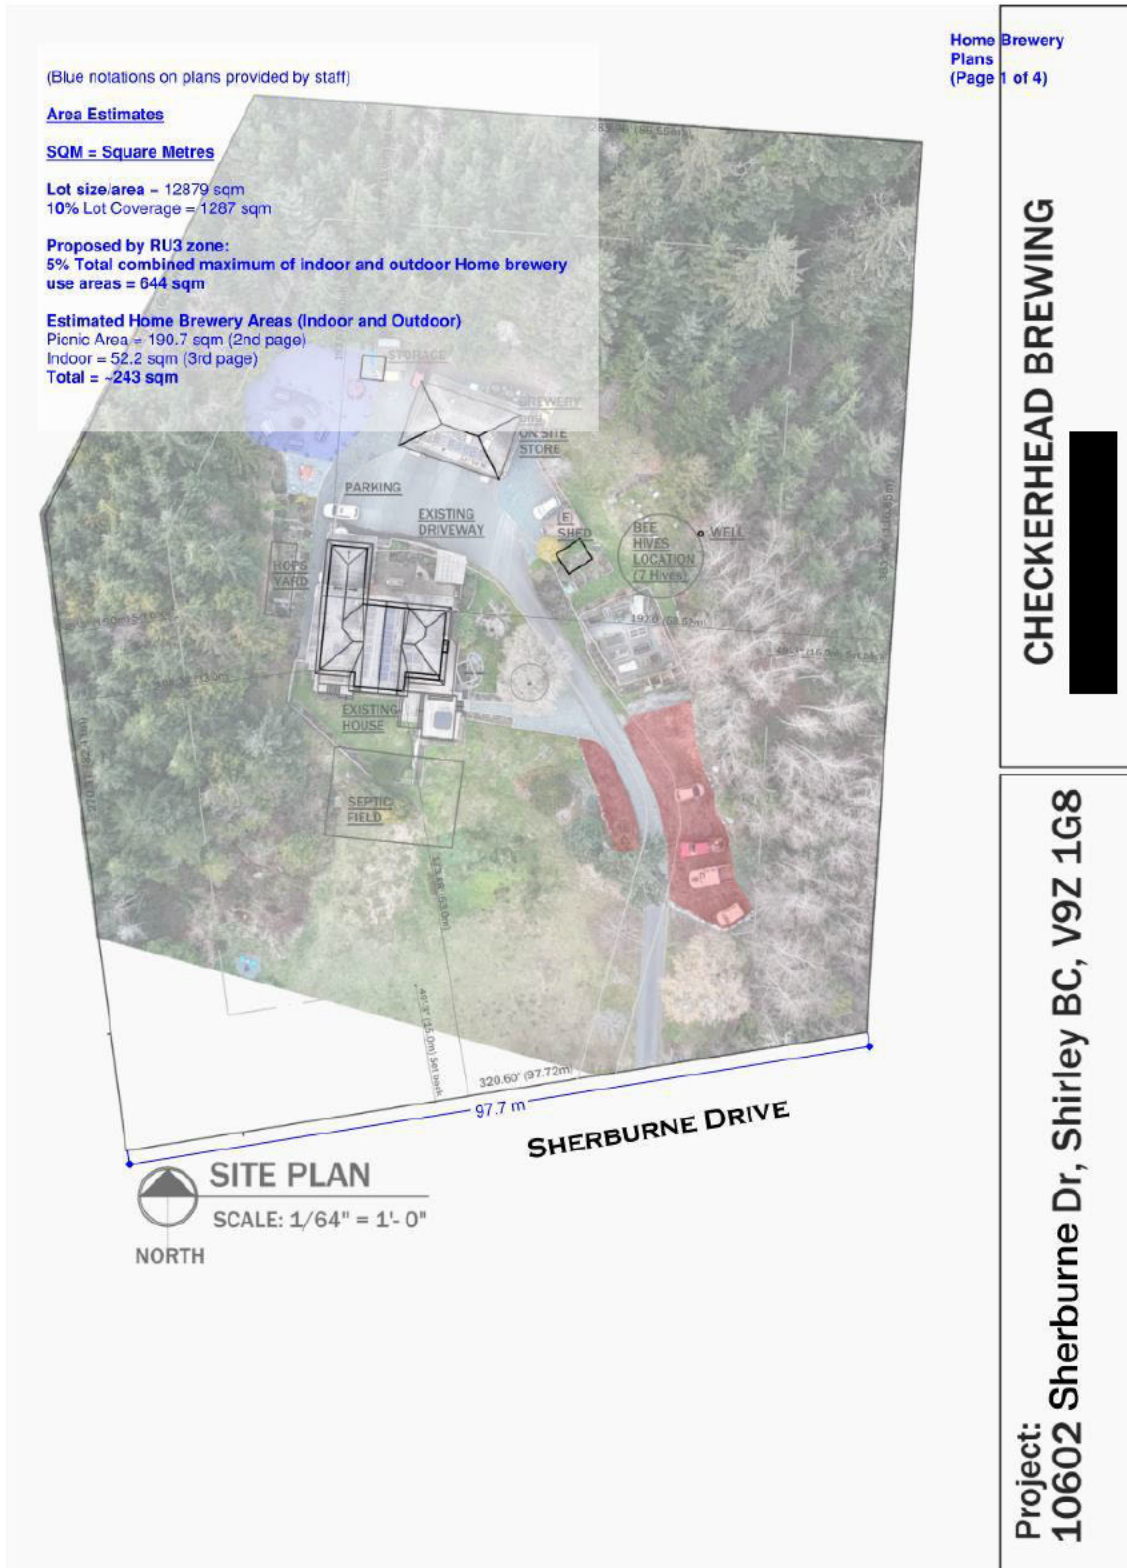 Home Brewery
Plans
(Page 1 of 4)
(Blue notations on plans provided by staff)
Area Estimates
SQM = Square Metres
Lot size/area = 12879 sqm
10% Lot Coverage = 1287 sqm
Proposed by RU3 zone:
5% Total combined maximum of indoor and outdoor Home brewery
use areas = 644 sqm
Estimated Home Brewery Areas (Indoor and Outdoor)
Picnic Area = 190.7 sqm (2nd page)
Indoor = 52.2 sqm (3rd page)
Total = ~243 sqm
STORAGE
BREWERY
ON SITE
STORE
PARKING
EXISTING
DRIVEWAY
(E)
SHED
BEE
HIVES
LOCATION
(7 Hives)
WELL
HOPS
YARD
EXISTING
HOUSE
SEPTIC
FIELD
49'.3" (15.0m) Set back
320.60' (97.72m)
97.7 m
SHERBURNE DRIVE
SITE PLAN
SCALE: 1/64" = 1'- 0"
NORTH
CHECKERHEAD BREWING
Project:
10602 Sherburne Dr, Shirley BC, V9Z 1G8